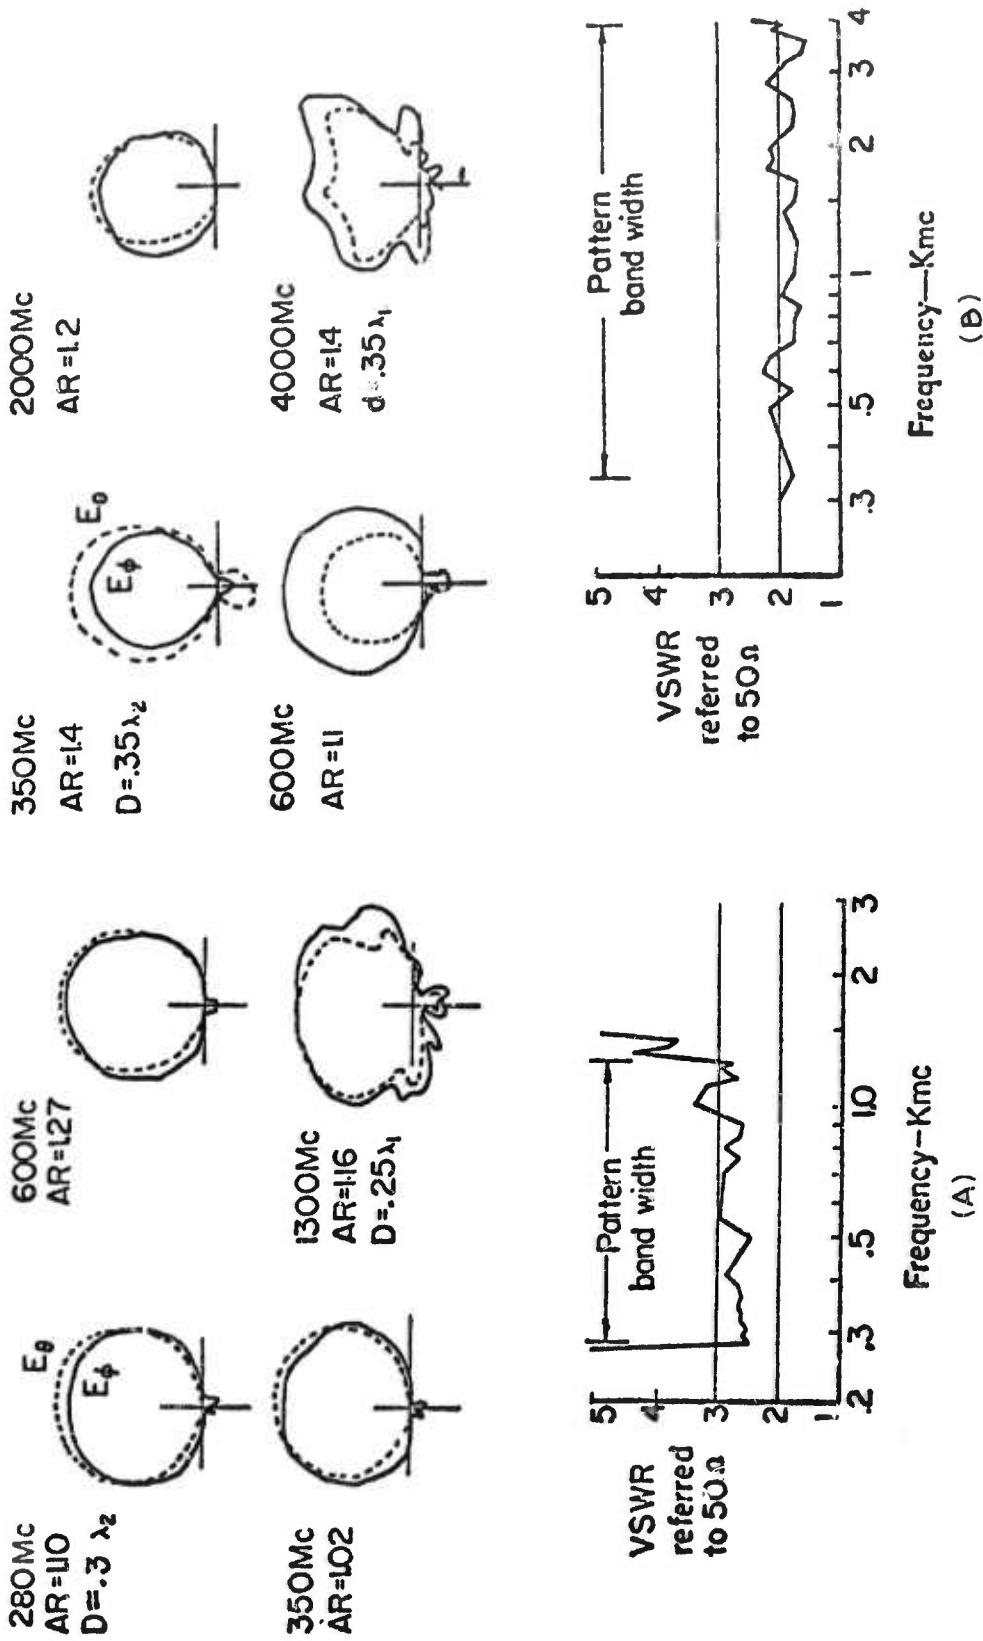 280Mc
AR=1.10
D=.3 λ2
Eθ
Eϕ
600Mc
AR=1.27
350Mc
AR=1.02
1300Mc
AR=1.16
D=.25λ1
VSWR
referred
to 50Ω
5
4
3
2
1
Pattern
band width
.2
.3
.5
1.0
2
3
Frequency—Kmc
(A)
350Mc
AR=1.4
D=.35λ2
Eθ
Eϕ
2000Mc
AR=1.2
600Mc
AR=1.1
4000Mc
AR=1.4
d=.35λ1
VSWR
referred
to 50Ω
5
4
3
2
1
Pattern
band width
.3
.5
1
2
3
4
Frequency—Kmc
(B)